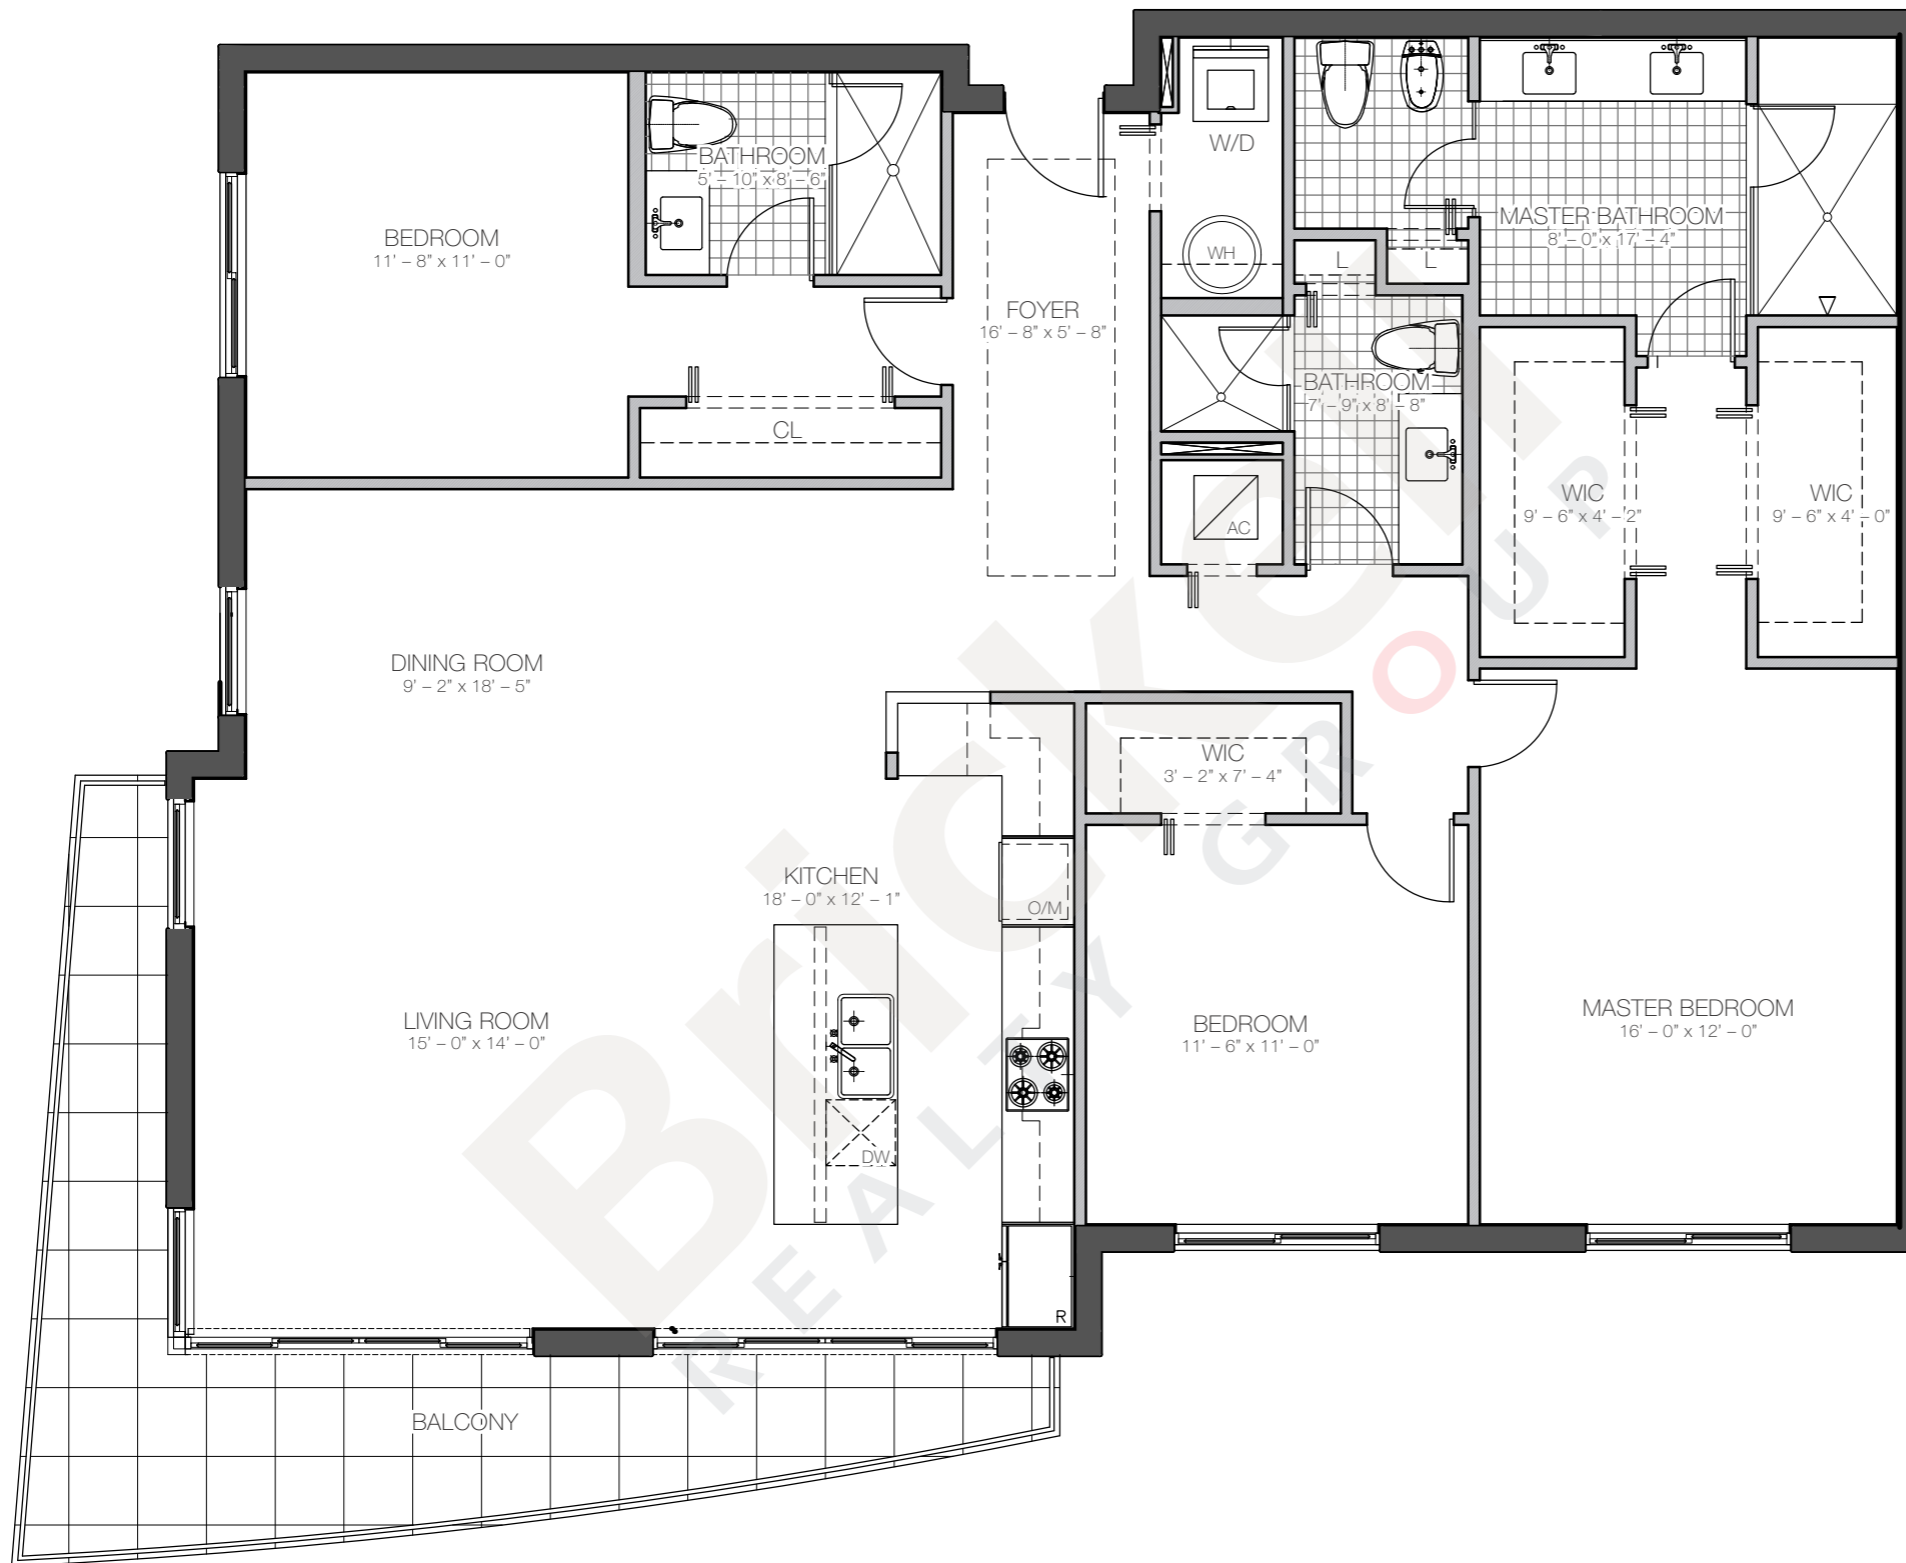 BATHROOM
5' – 10" x 8' – 6"
W/D
MASTER BATHROOM
8' – 0" x 17' – 4"
BEDROOM
11' – 8" x 11' – 0"
WH
L
L
FOYER
16' – 8" x 5' – 8"
BATHROOM
7' – 9" x 8' – 8"
CL
AC
WIC
9' – 6" x 4' – 2"
WIC
9' – 6" x 4' – 0"
DINING ROOM
9' – 2" x 18' – 5"
WIC
3' – 2" x 7' – 4"
KITCHEN
18' – 0" x 12' – 1"
O/M
LIVING ROOM
15' – 0" x 14' – 0"
BEDROOM
11' – 6" x 11' – 0"
MASTER BEDROOM
16' – 0" x 12' – 0"
DW
R
BALCONY
Brickell
REALTY GROUP